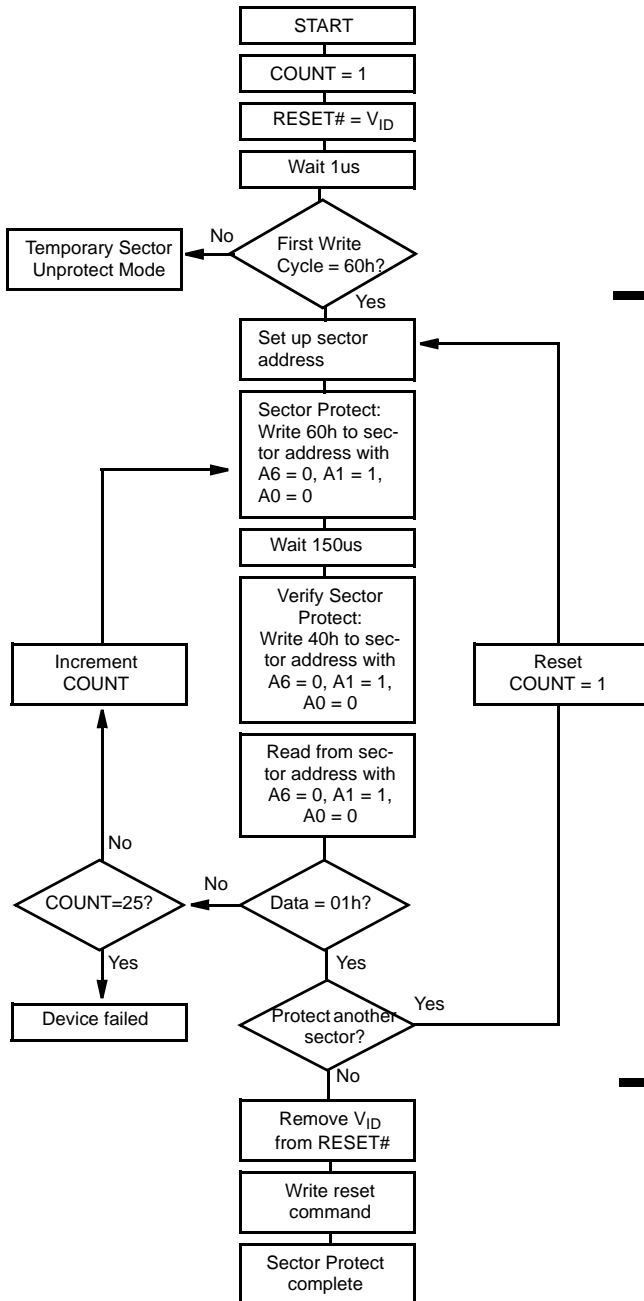 START
COUNT = 1
RESET# = VID
Wait 1us
First Write
Cycle = 60h?
No
Temporary Sector
Unprotect Mode
Yes
Set up sector
address
Sector Protect:
Write 60h to sec-
tor address with
A6 = 0, A1 = 1,
A0 = 0
Wait 150us
Verify Sector
Protect:
Write 40h to sec-
tor address with
A6 = 0, A1 = 1,
A0 = 0
Increment
COUNT
Reset
COUNT = 1
Read from sec-
tor address with
A6 = 0, A1 = 1,
A0 = 0
No
COUNT=25?
No
Data = 01h?
Yes
Device failed
Yes
Protect another
sector?
Yes
No
Remove VID
from RESET#
Write reset
command
Sector Protect
complete